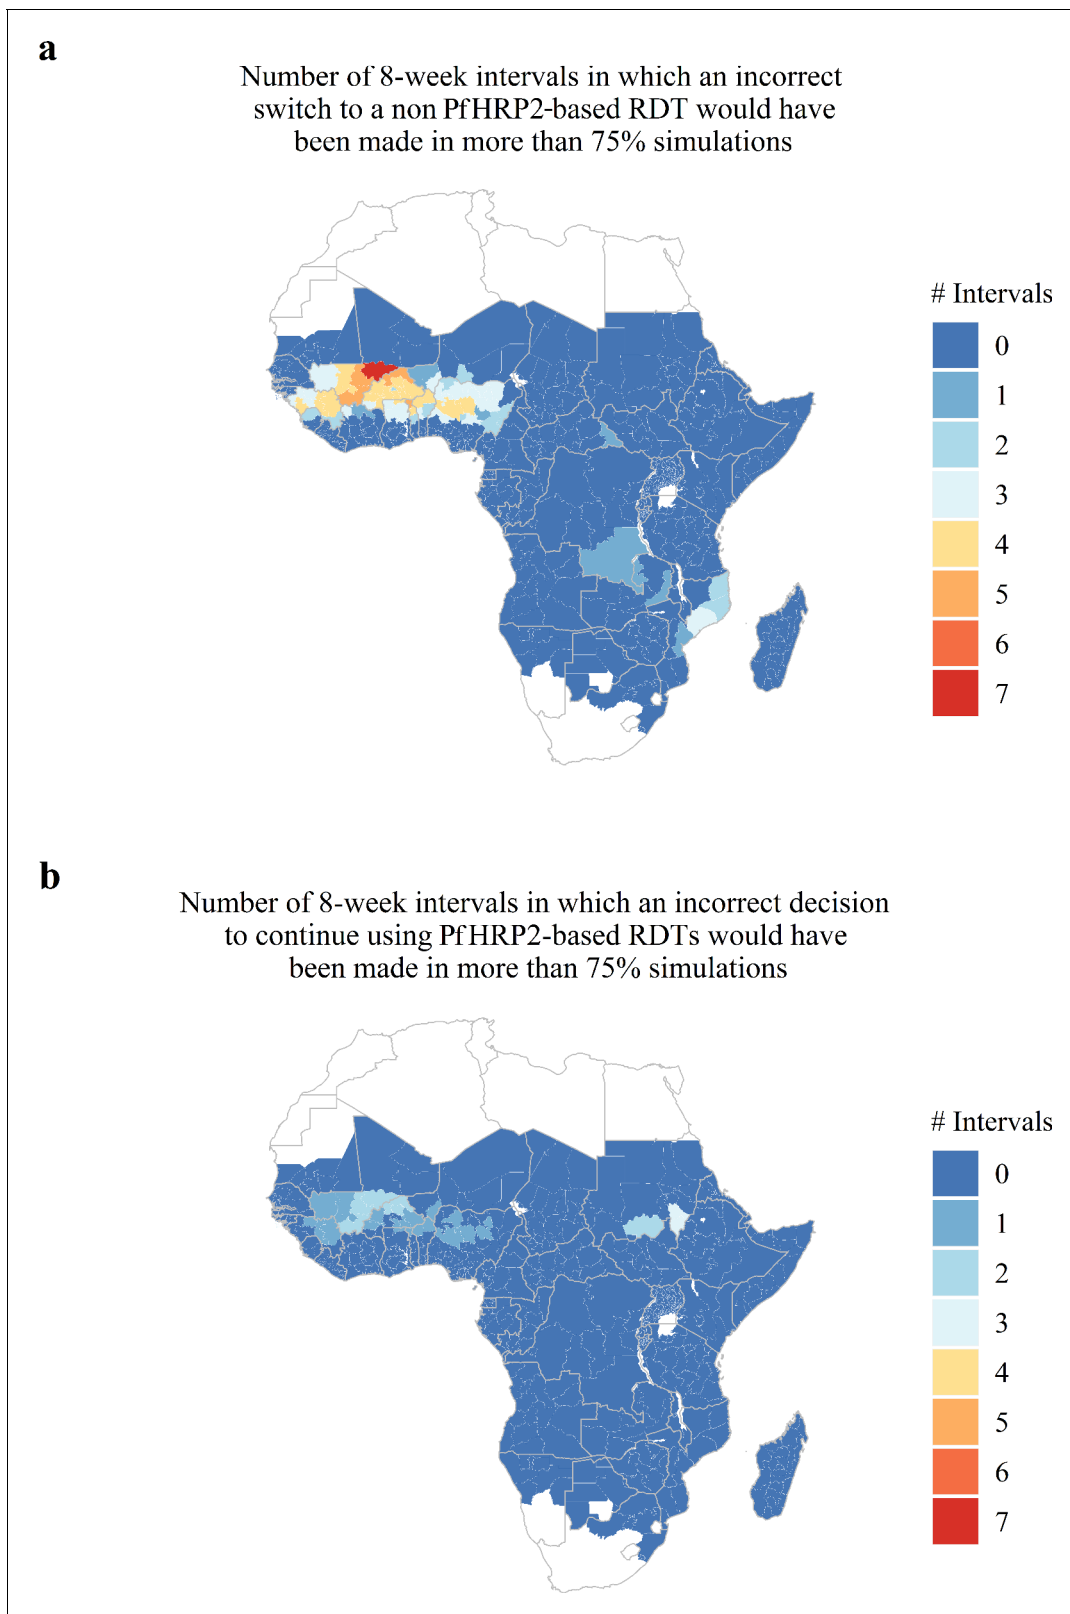 a
Number of 8-week intervals in which an incorrect
switch to a non PfHRP2-based RDT would have
been made in more than 75% simulations
# Intervals
0
1
2
3
4
5
6
7
b
Number of 8-week intervals in which an incorrect decision
to continue using PfHRP2-based RDTs would have
been made in more than 75% simulations
# Intervals
0
1
2
3
4
5
6
7